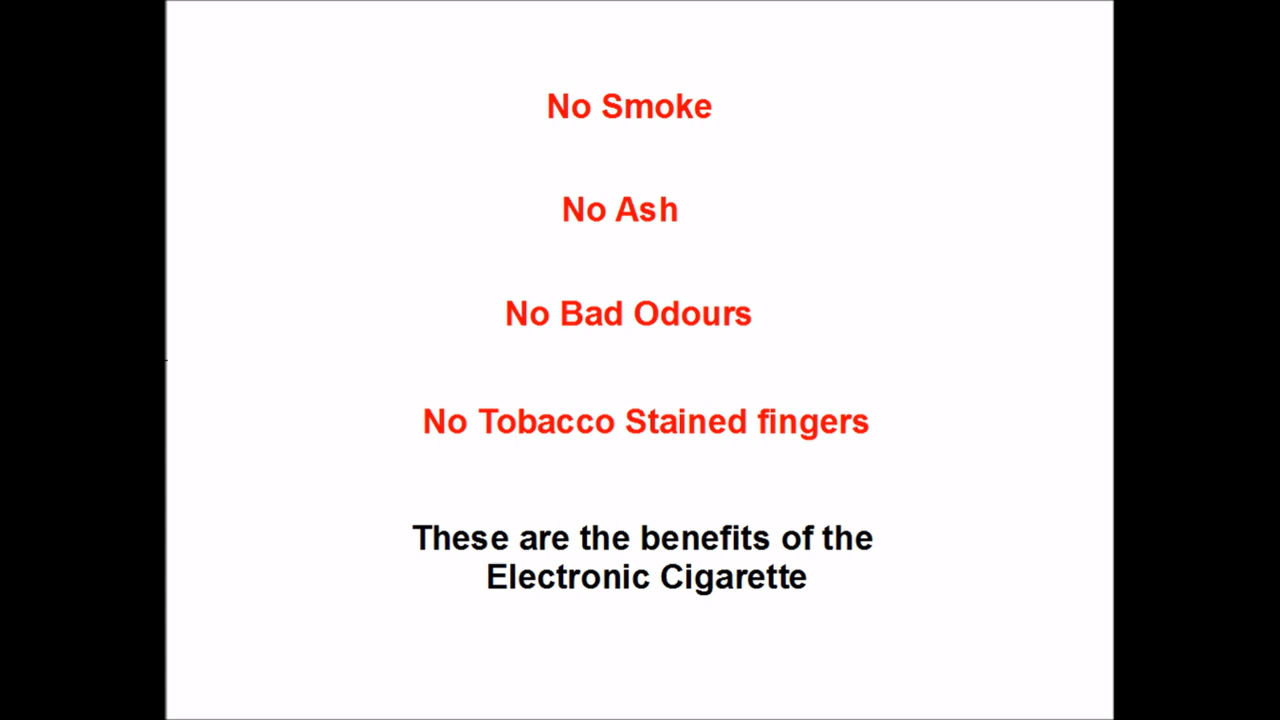 No Smoke
No Ash
No Bad Odours
No Tobacco Stained fingers
These are the benefits of the
Electronic Cigarette